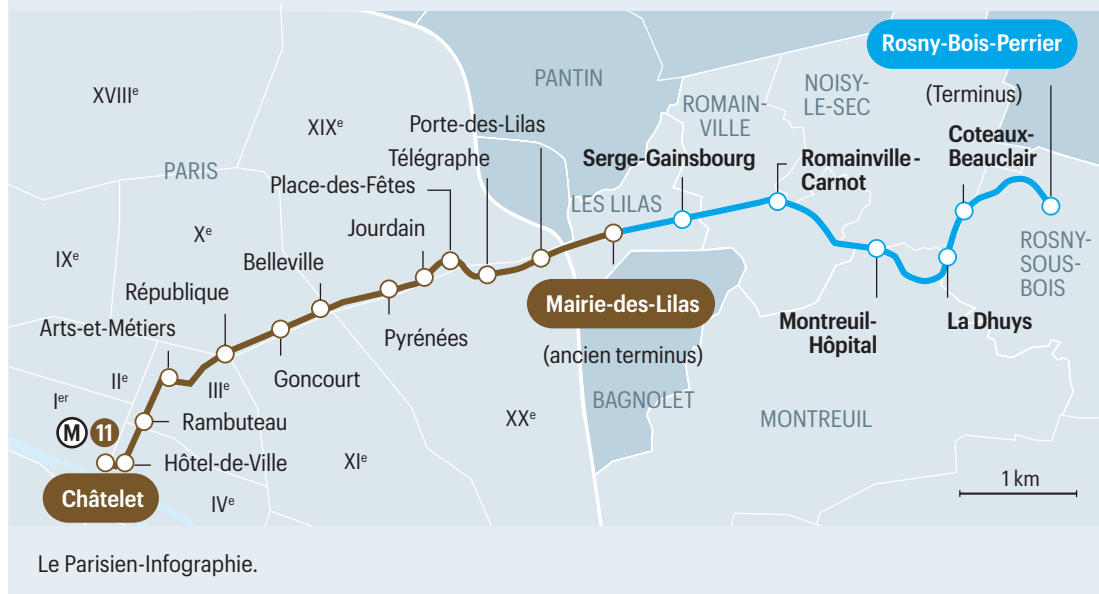 Rosny-Bois-Perrier
(Terminus)
PANTIN
NOISY-
LE-SEC
ROMAIN-
VILLE
XVIIIᵉ
XIXᵉ
Porte-des-Lilas
Télégraphe
Serge-Gainsbourg
Romainville-
Carnot
Coteaux-
Beauclair
PARIS
Place-des-Fêtes
LES LILAS
Jourdain
Xᵉ
IXᵉ
Belleville
ROSNY-
SOUS-
BOIS
République
Arts-et-Métiers
Pyrénées
Mairie-des-Lilas
(ancien terminus)
Montreuil-
Hôpital
La Dhuys
Goncourt
IIᵉ
IIIᵉ
Iᵉʳ
BAGNOLET
MONTREUIL
XXᵉ
M 11
Rambuteau
Hôtel-de-Ville
XIᵉ
Châtelet
IVᵉ
1 km
Le Parisien-Infographie.